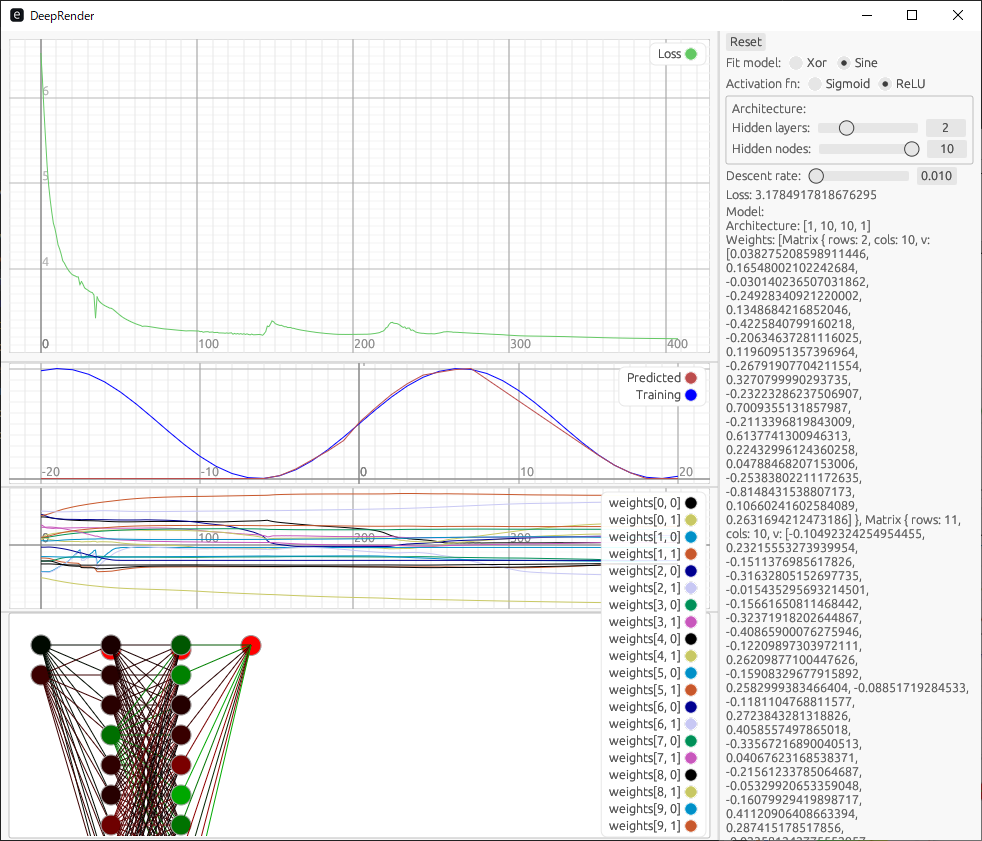 DeepRender
Loss
6
5
4
0
100
200
300
400
Predicted
Training
-20
-10
0
10
20
0
100
200
300
weights[0, 0]
weights[0, 1]
weights[1, 0]
weights[1, 1]
weights[2, 0]
weights[2, 1]
weights[3, 0]
weights[3, 1]
weights[4, 0]
weights[4, 1]
weights[5, 0]
weights[5, 1]
weights[6, 0]
weights[6, 1]
weights[7, 0]
weights[7, 1]
weights[8, 0]
weights[8, 1]
weights[9, 0]
weights[9, 1]
Reset
Fit model: Xor Sine
Activation fn: Sigmoid ReLU
Architecture:
Hidden layers: 2
Hidden nodes: 10
Descent rate: 0.010
Loss: 3.1784917818676295
Model:
Architecture: [1, 10, 10, 1]
Weights: [Matrix { rows: 2, cols: 10, v:
[0.038275208598911446,
0.16548002102242684,
-0.030140236507031862,
-0.24928340921220002,
0.1348684216852046,
-0.4225840799160218,
-0.20634637281116025,
0.11960951357396964,
-0.26791907704211554,
0.3270799990293735,
-0.23223286237506907,
0.7009355131857987,
-0.2113396819843009,
0.6137741300946313,
0.22432996124360258,
0.04788468207153006,
-0.25383802211172635,
-0.8148431538807173,
0.10660241602584089,
0.2631694212473186] }, Matrix { rows: 11,
cols: 10, v: [-0.10492324254954455,
0.23215553273939954,
-0.1511376985617826,
-0.31632805152697735,
-0.015435295693214501,
-0.15661650811468442,
-0.32371918202644867,
-0.40865900076275946,
-0.12209897303972111,
0.26209877100447626,
-0.15908329677915892,
0.2582999383466404, -0.08851719284533,
-0.1181104768811577,
0.2723843281318826,
0.4058557497865018,
-0.33567216890040513,
0.04067623168538371,
-0.21561233785064687,
-0.05329920653359048,
-0.16079929419898717,
0.41120906408663394,
0.287415178517856,